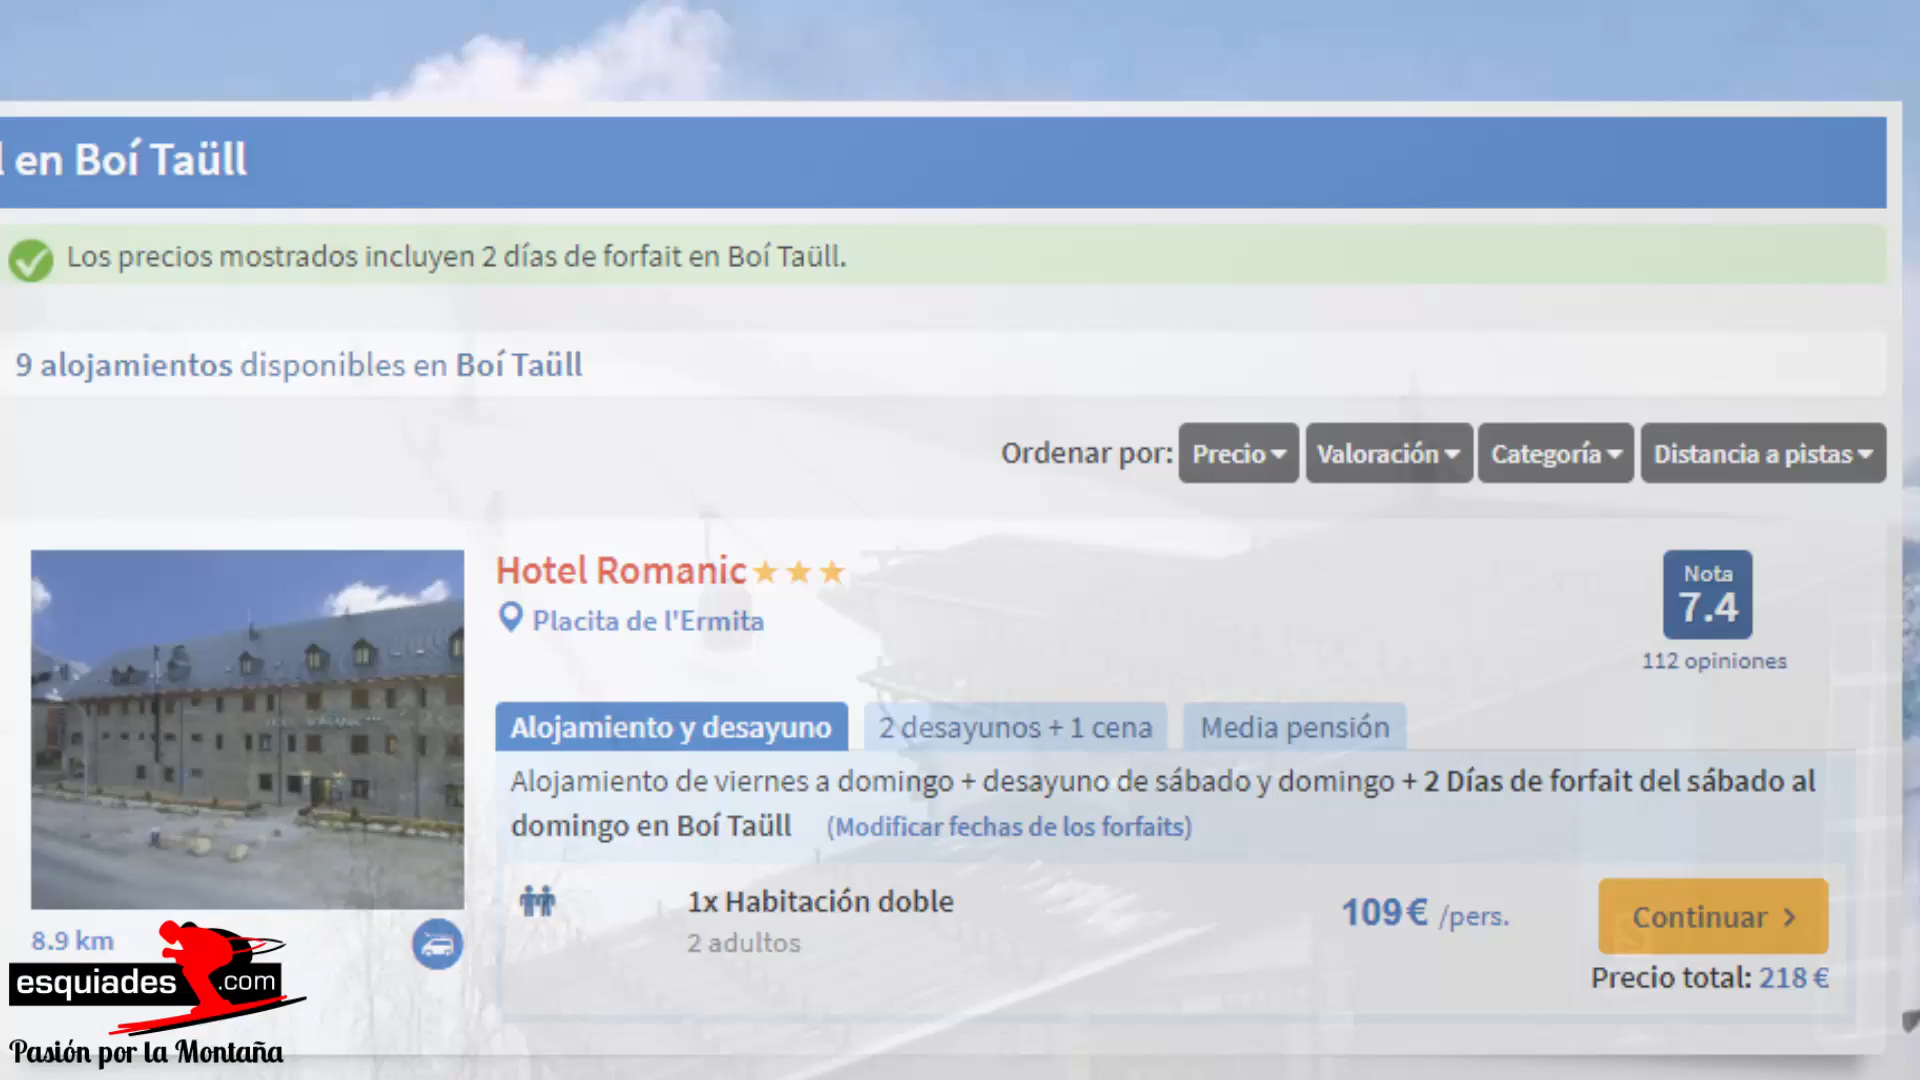 en Boí Taüll
Los precios mostrados incluyen 2 días de forfait en Boí Taüll.
9 alojamientos disponibles en Boí Taüll
Ordenar por: Precio Valoración Categoría Distancia a pistas
Hotel Romanic
Placita de l'Ermita
Nota
7.4
112 opiniones
Alojamiento y desayuno 2 desayunos + 1 cena Media pensión
Alojamiento de viernes a domingo + desayuno de sábado y domingo + 2 Días de forfait del sábado al
domingo en Boí Taüll (Modificar fechas de los forfaits)
1x Habitación doble
2 adultos
109€ /pers.
Continuar
Precio total: 218 €
8.9 km
esquiades.com
Pasión por la Montaña